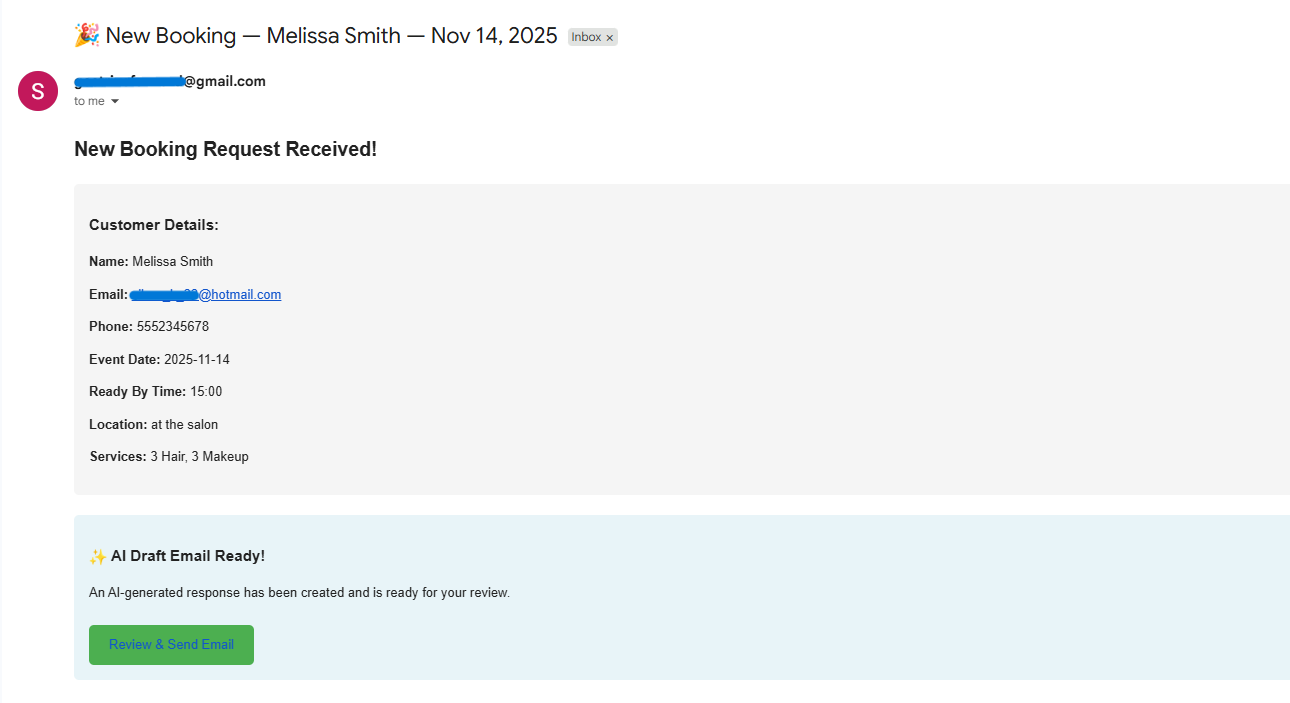 🎉 New Booking — Melissa Smith — Nov 14, 2025 Inbox ×
S
@gmail.com
to me
New Booking Request Received!
Customer Details:
Name: Melissa Smith
Email: @hotmail.com
Phone: 5552345678
Event Date: 2025-11-14
Ready By Time: 15:00
Location: at the salon
Services: 3 Hair, 3 Makeup
✨ AI Draft Email Ready!
An AI-generated response has been created and is ready for your review.
Review & Send Email